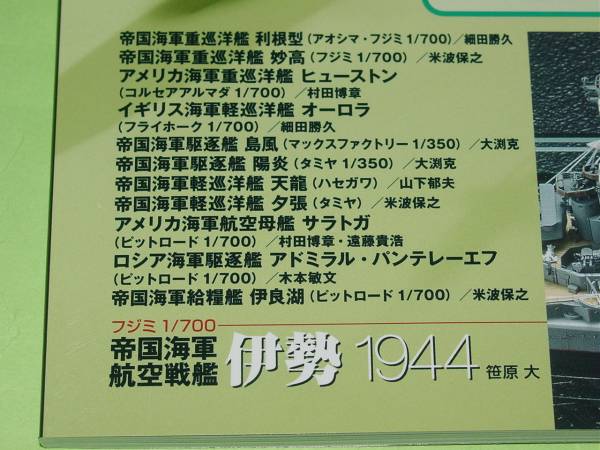 帝国海軍重巡洋艦 利根型(アオシマ・フジミ1/700)/細田勝久
帝国海軍重巡洋艦 妙高(フジミ1/700)/米波保之
アメリカ海軍重巡洋艦 ヒューストン
(コルセアアルマダ1/700)/村田博章
イギリス海軍軽巡洋艦 オーロラ
(フライホーク1/700)/細田勝久
帝国海軍駆逐艦 島風(マックスファクトリー1/350)/大渕克
帝国海軍駆逐艦 陽炎(タミヤ1/350)/大渕克
帝国海軍軽巡洋艦 天龍(ハセガワ)/山下郁夫
帝国海軍軽巡洋艦 夕張(タミヤ)/米波保之
アメリカ海軍航空母艦 サラトガ
(ピットロード1/700)/村田博章・遠藤貴浩
ロシア海軍駆逐艦 アドミラル・パンテレーエフ
(ピットロード1/700)/木本敏文
帝国海軍給糧艦 伊良湖(ピットロード1/700)/米波保之
フジミ1/700
帝国海軍
航空戦艦 伊勢 1944 笹原 大